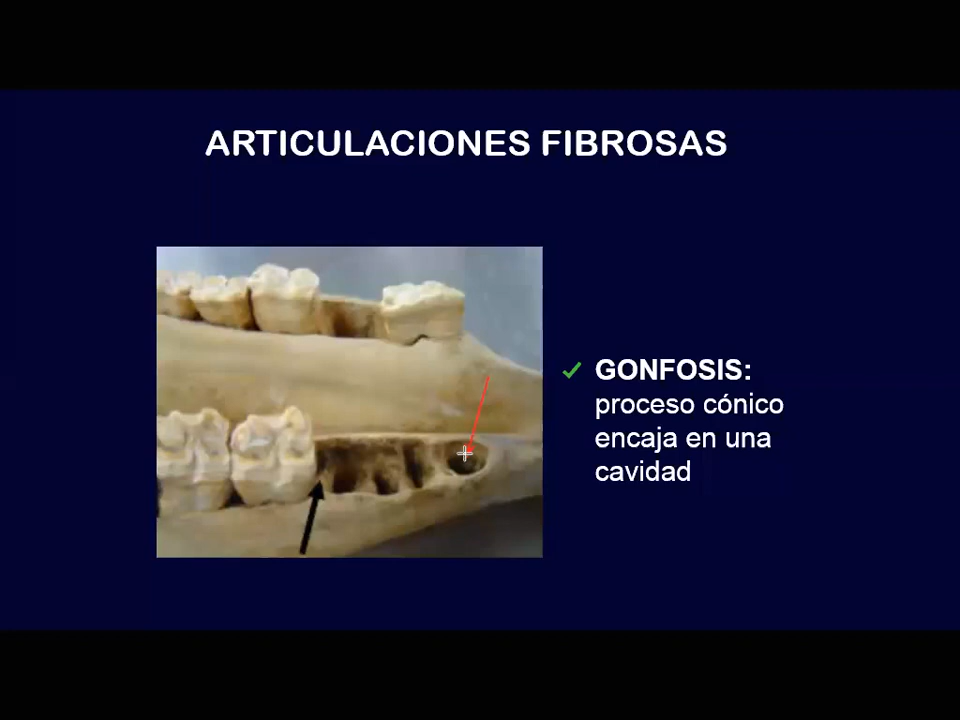 ARTICULACIONES FIBROSAS
GONFOSIS:
proceso cónico
encaja en una
cavidad